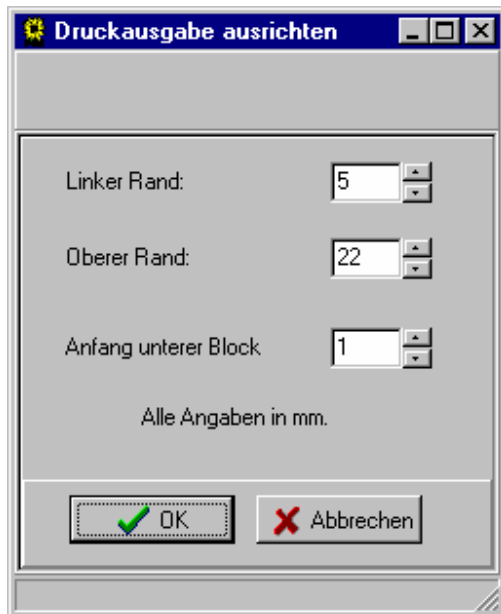 Druckausgabe ausrichten
Linker Rand: 5
Oberer Rand: 22
Anfang unterer Block 1
Alle Angaben in mm.
OK Abbrechen